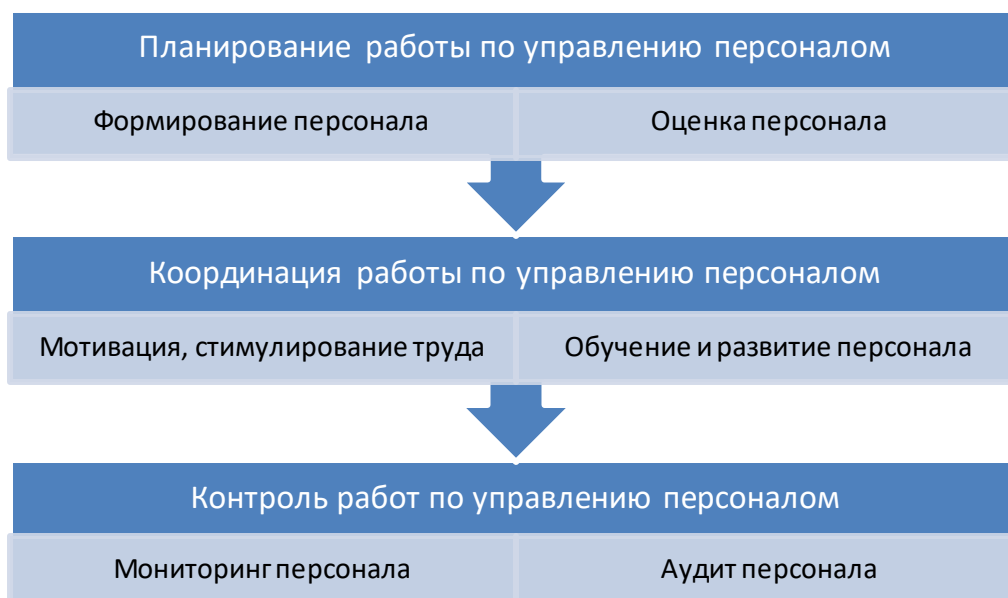 Планирование работы по управлению персоналом
Формирование персонала
Оценка персонала
Координация работы по управлению персоналом
Мотивация, стимулирование труда
Обучение и развитие персонала
Контроль работ по управлению персоналом
Мониторинг персонала
Аудит персонала